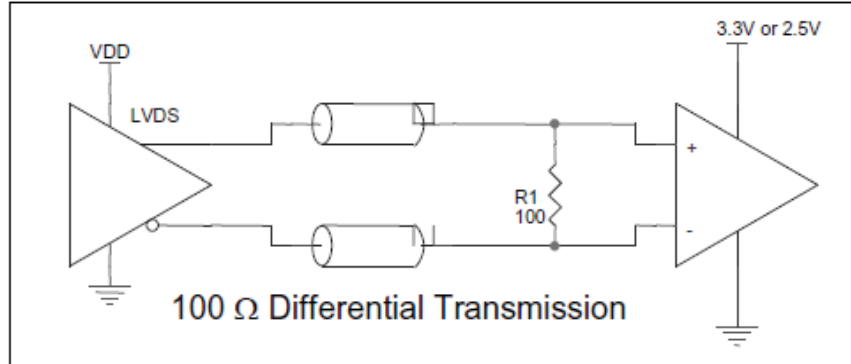 3.3V or 2.5V
VDD
LVDS
+
R1
100
-
100 Ω Differential Transmission